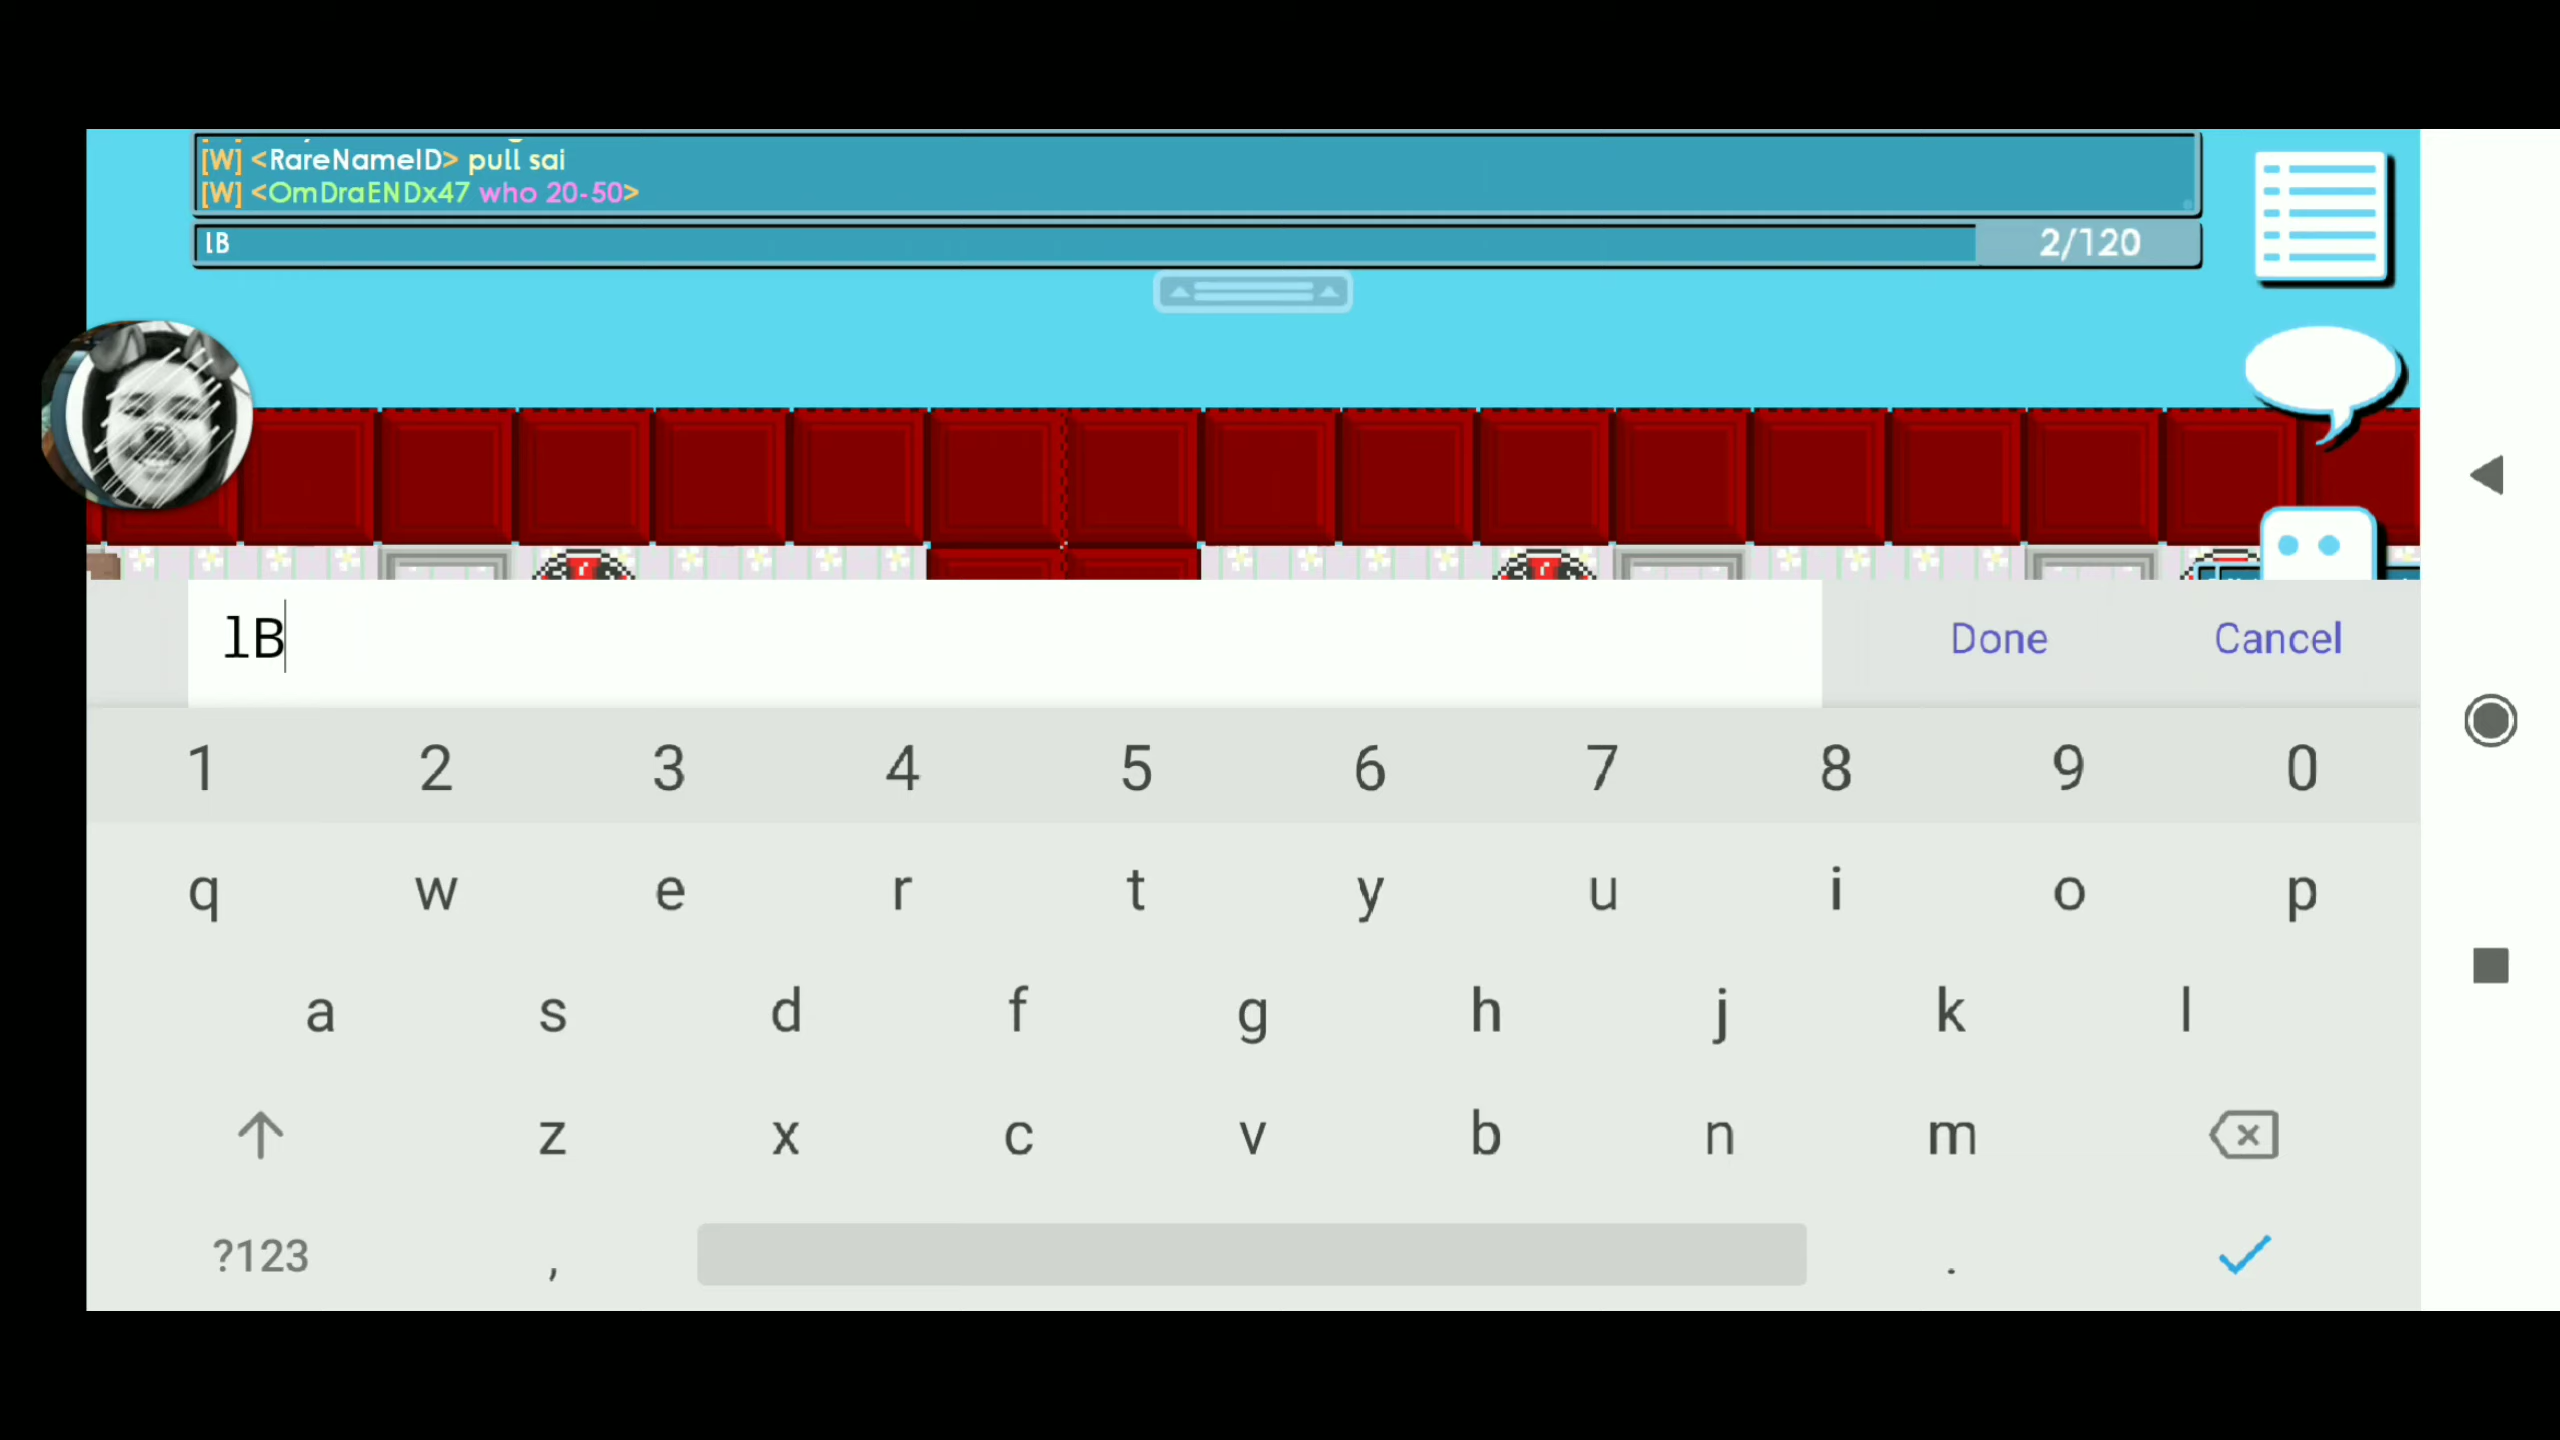 [W] <RareNameID> pull sai
[W] <OmDraENDx47 who 20-50>
lB
2/120
lB
Done
Cancel
1 2 3 4 5 6 7 8 9 0
q w e r t y u i o p
a s d f g h j k l
z x c v b n m
?123 , .